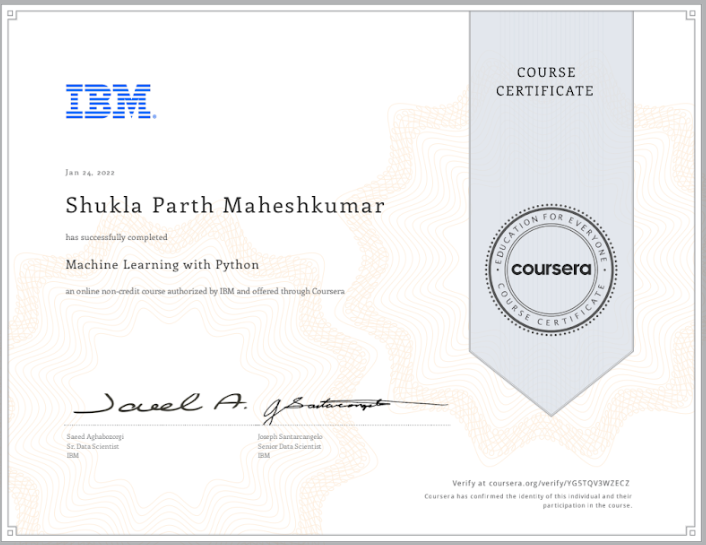 COURSE
CERTIFICATE
IBM®
Jan 24, 2022
Shukla Parth Maheshkumar
has successfully completed
Machine Learning with Python
an online non-credit course authorized by IBM and offered through Coursera
EDUCATION FOR EVERYONE
coursera
COURSE CERTIFICATE
Saeed Aghabozorgi
Sr. Data Scientist
IBM
Joseph Santarcangelo
Senior Data Scientist
IBM
Verify at coursera.org/verify/YG5TQV3WZECZ
Coursera has confirmed the identity of this individual and their
participation in the course.